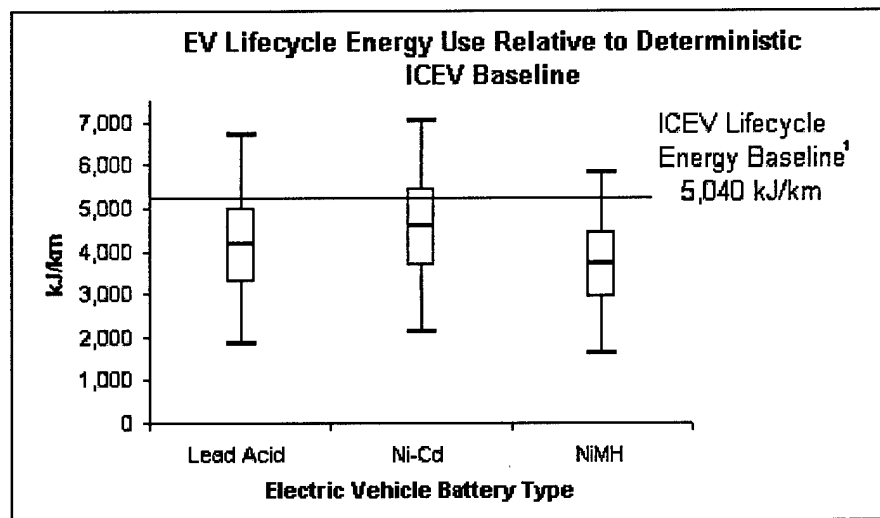 EV Lifecycle Energy Use Relative to Deterministic
ICEV Baseline
7,000
6,000
5,000
4,000
3,000
2,000
1,000
0
kJ/km
ICEV Lifecycle
Energy Baseline¹
5,040 kJ/km
Lead Acid
Ni-Cd
NiMH
Electric Vehicle Battery Type